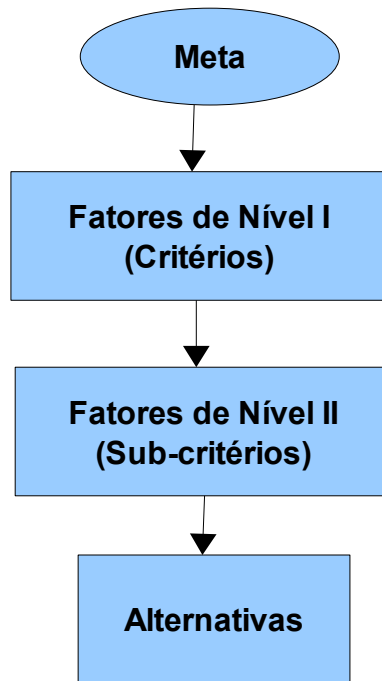 Meta
Fatores de Nível I
(Critérios)
Fatores de Nível II
(Sub-critérios)
Alternativas